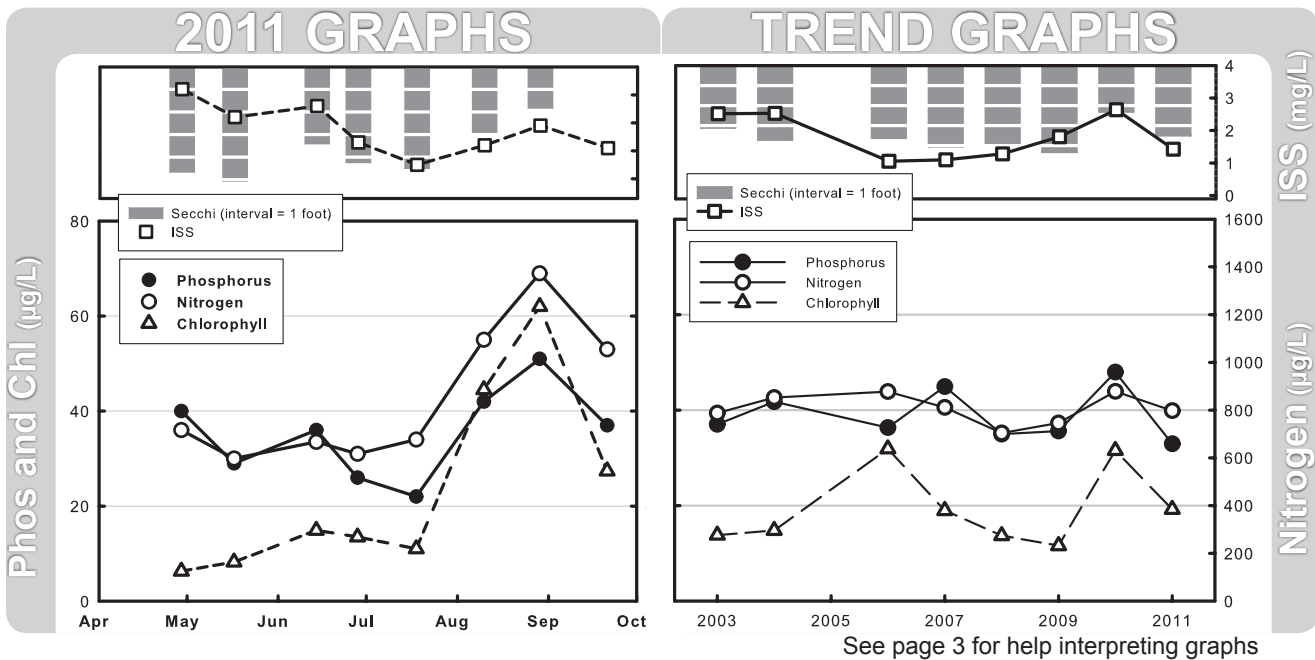 2011 GRAPHS
TREND GRAPHS
Phos and Chl (µg/L)
ISS (mg/L)
Nitrogen (µg/L)
4
3
2
1
0
Secchi (interval = 1 foot)
ISS
Secchi (interval = 1 foot)
ISS
80
60
40
20
0
Phosphorus
Nitrogen
Chlorophyll
Phosphorus
Nitrogen
Chlorophyll
1600
1400
1200
1000
800
600
400
200
0
Apr May Jun Jul Aug Sep Oct
2003 2005 2007 2009 2011
See page 3 for help interpreting graphs